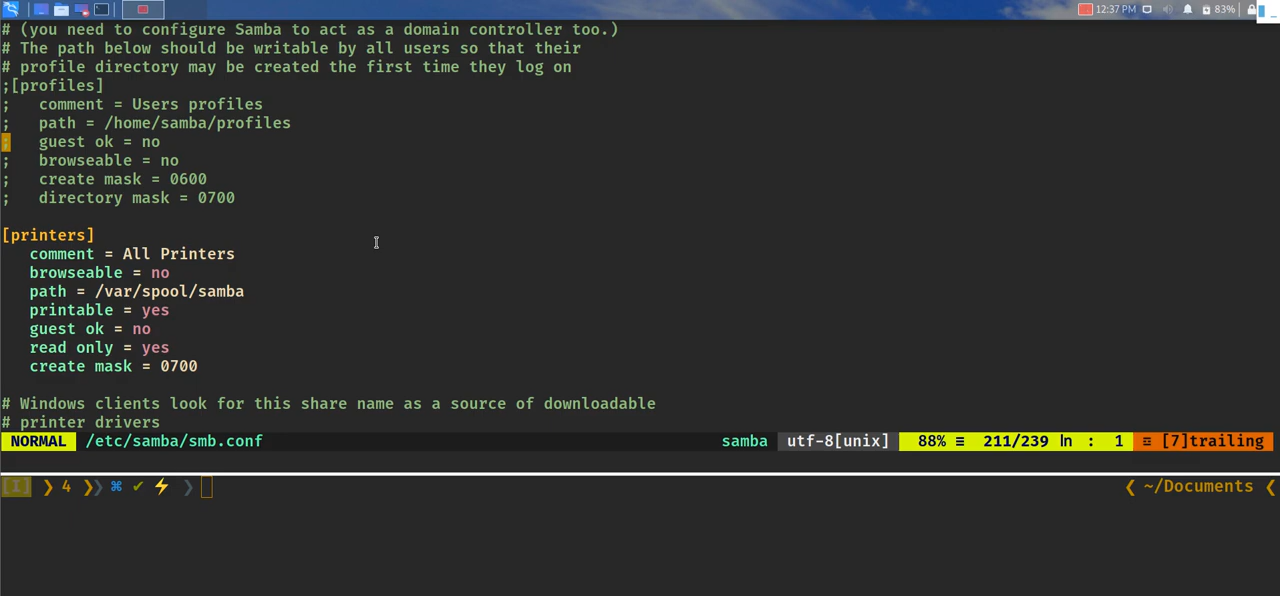 12:37 PM 83%
# (you need to configure Samba to act as a domain controller too.)
# The path below should be writable by all users so that their
# profile directory may be created the first time they log on
;[profiles]
;   comment = Users profiles
;   path = /home/samba/profiles
;   guest ok = no
;   browseable = no
;   create mask = 0600
;   directory mask = 0700
[printers]
   comment = All Printers
   browseable = no
   path = /var/spool/samba
   printable = yes
   guest ok = no
   read only = yes
   create mask = 0700
# Windows clients look for this share name as a source of downloadable
# printer drivers
NORMAL /etc/samba/smb.conf samba utf-8[unix] 88% ≡ 211/239 ln : 1 ≡ [7]trailing
[I] ❯ 4 ❯❯ ⌘ ✔ ⚡ ❯ ❮ ~/Documents ❮